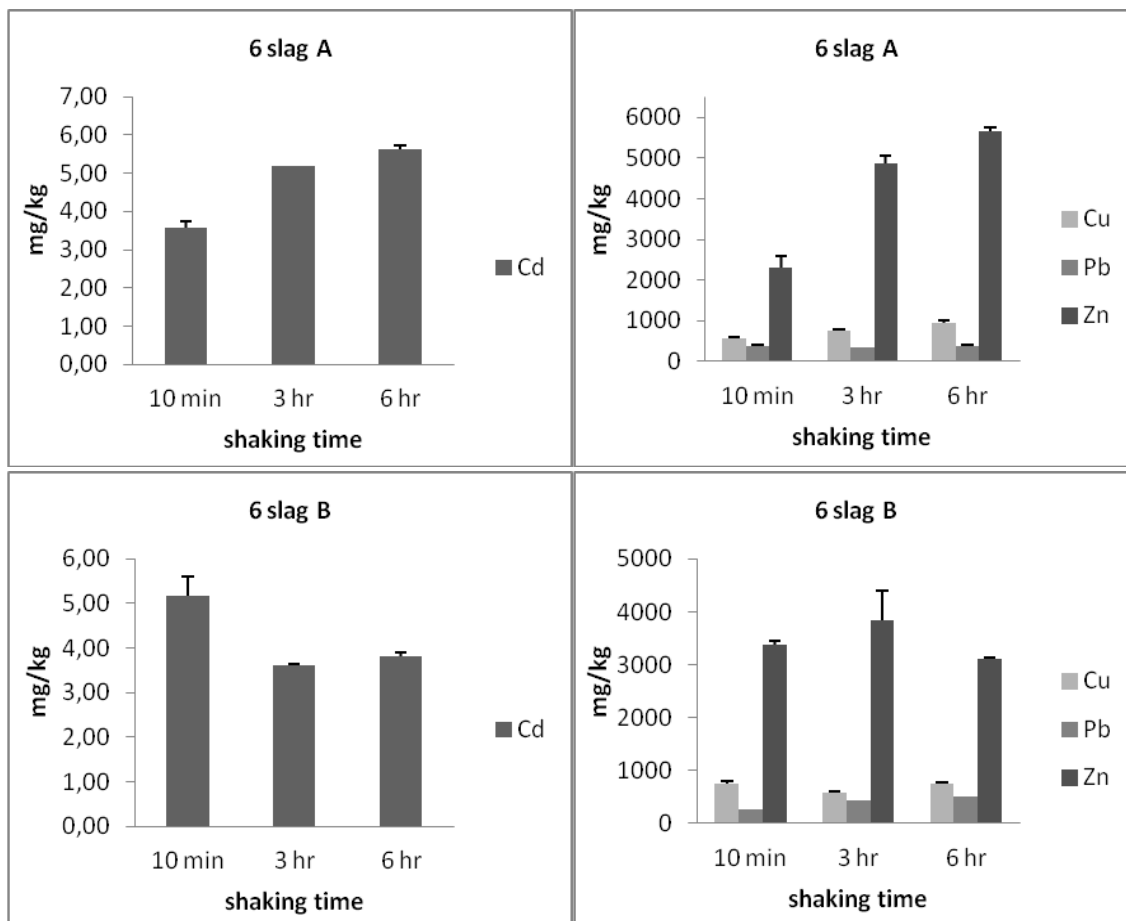 6 slag A
7,00
6,00
5,00
4,00
3,00
2,00
1,00
0,00
mg/kg
10 min 3 hr 6 hr
shaking time
Cd
6 slag A
6000
5000
4000
3000
2000
1000
0
mg/kg
10 min 3 hr 6 hr
shaking time
Cu
Pb
Zn
6 slag B
6,00
5,00
4,00
3,00
2,00
1,00
0,00
mg/kg
10 min 3 hr 6 hr
shaking time
Cd
6 slag B
5000
4000
3000
2000
1000
0
mg/kg
10 min 3 hr 6 hr
shaking time
Cu
Pb
Zn